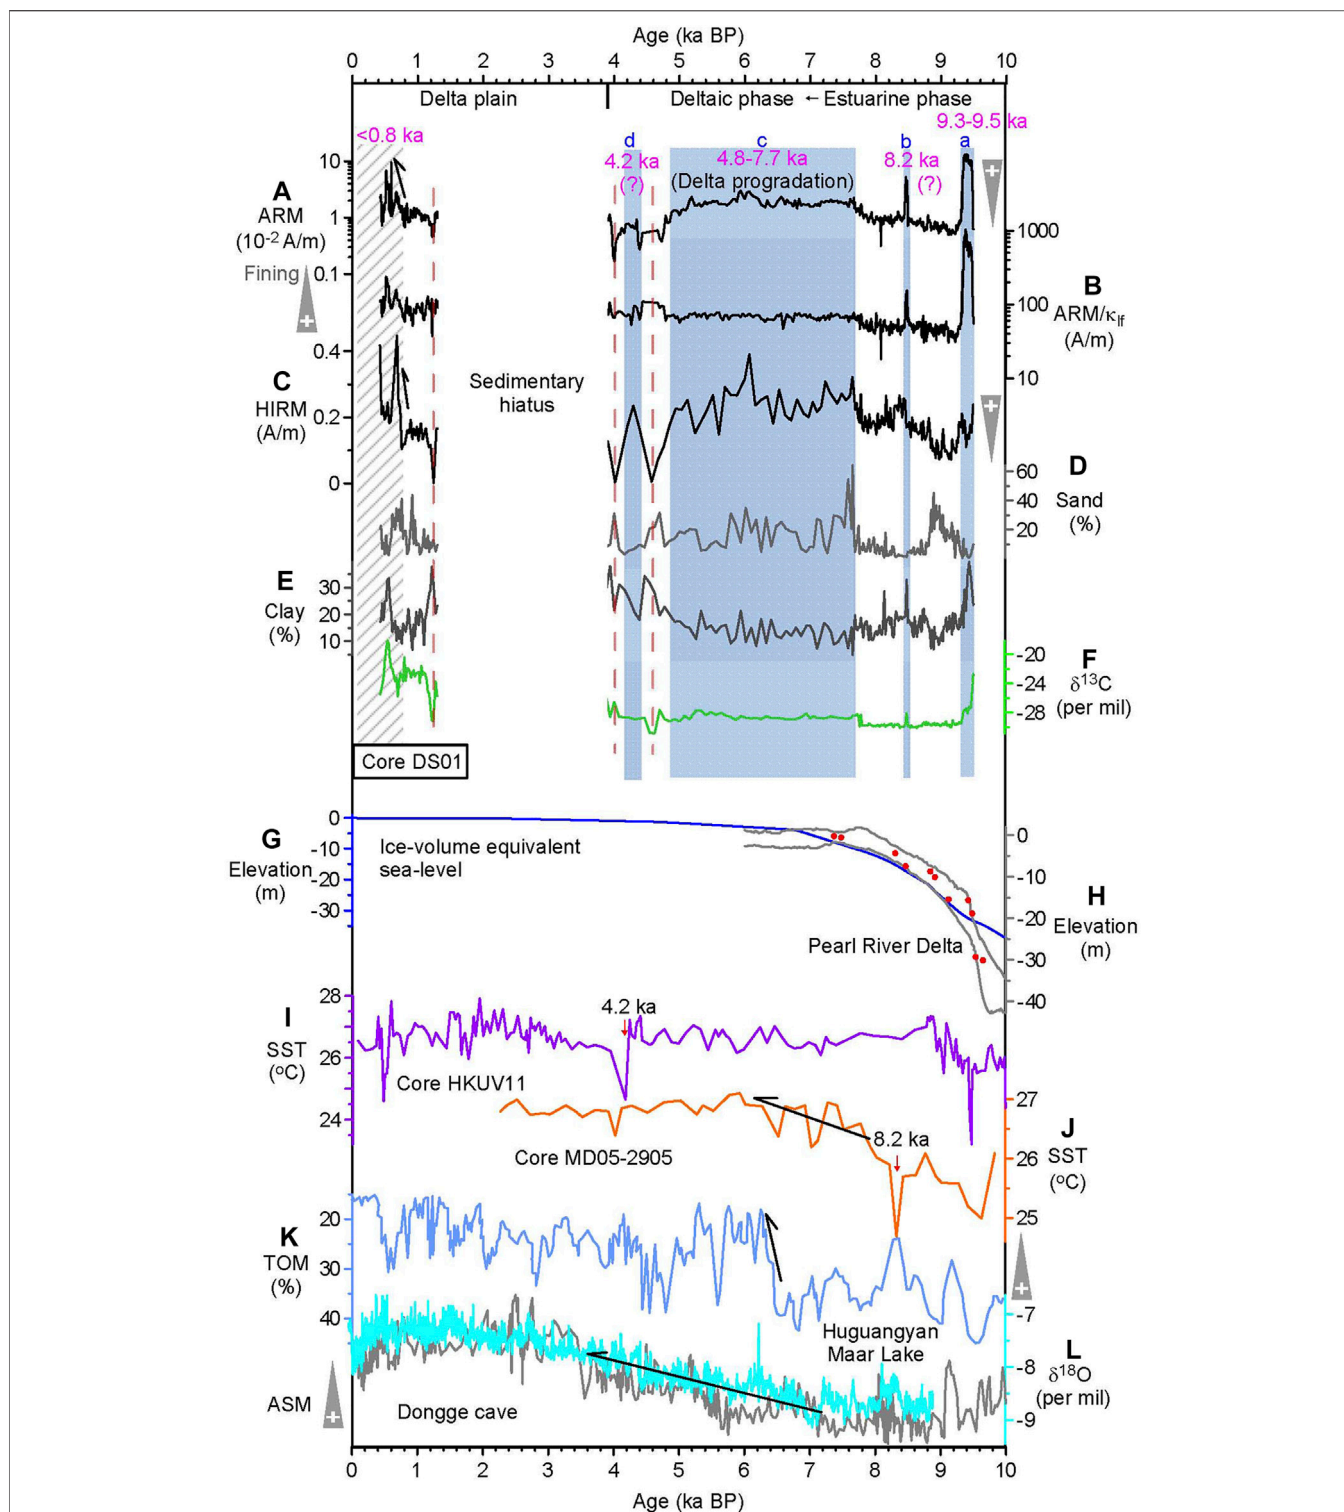 Age (ka BP)
0 1 2 3 4 5 6 7 8 9 10
Delta plain
Deltaic phase ← Estuarine phase
<0.8 ka
9.3-9.5 ka
d
c
b
a
4.2 ka
(?)
4.8-7.7 ka
(Delta progradation)
8.2 ka
(?)
A
ARM
(10⁻² A/m)
10
1
0.1
Fining
+
+
B
ARM/κlf
(A/m)
1000
100
10
C
HIRM
(A/m)
0.4
0.2
0
Sedimentary
hiatus
+
D
Sand
(%)
60
40
20
E
Clay
(%)
30
20
10
F
δ¹³C
(per mil)
-20
-24
-28
Core DS01
G
Elevation
(m)
0
-10
-20
-30
Ice-volume equivalent
sea-level
H
Elevation
(m)
0
-10
-20
-30
-40
Pearl River Delta
I
SST
(ºC)
28
26
24
4.2 ka
Core HKUV11
J
SST
(ºC)
27
26
25
8.2 ka
Core MD05-2905
K
TOM
(%)
20
30
40
Huguangyan
Maar Lake
+
L
δ¹⁸O
(per mil)
-7
-8
-9
ASM
+
Dongge cave
0 1 2 3 4 5 6 7 8 9 10
Age (ka BP)